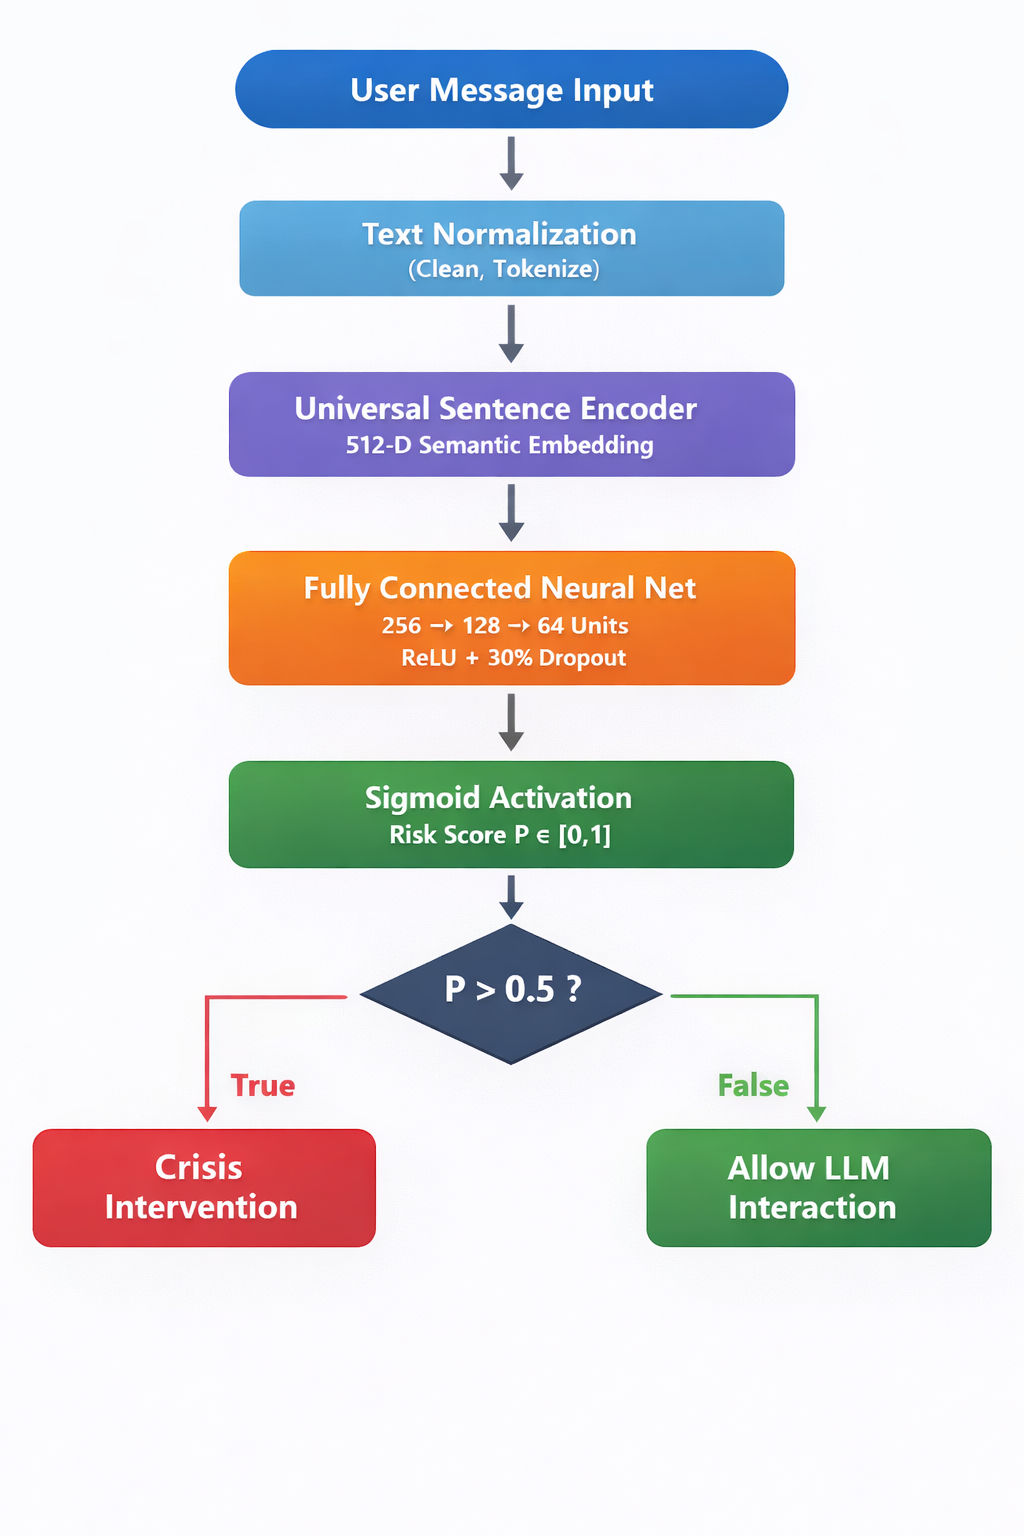 User Message Input
Text Normalization
(Clean, Tokenize)
Universal Sentence Encoder
512-D Semantic Embedding
Fully Connected Neural Net
256 → 128 → 64 Units
ReLU + 30% Dropout
Sigmoid Activation
Risk Score P ∈ [0,1]
P > 0.5 ?
True
False
Crisis
Intervention
Allow LLM
Interaction